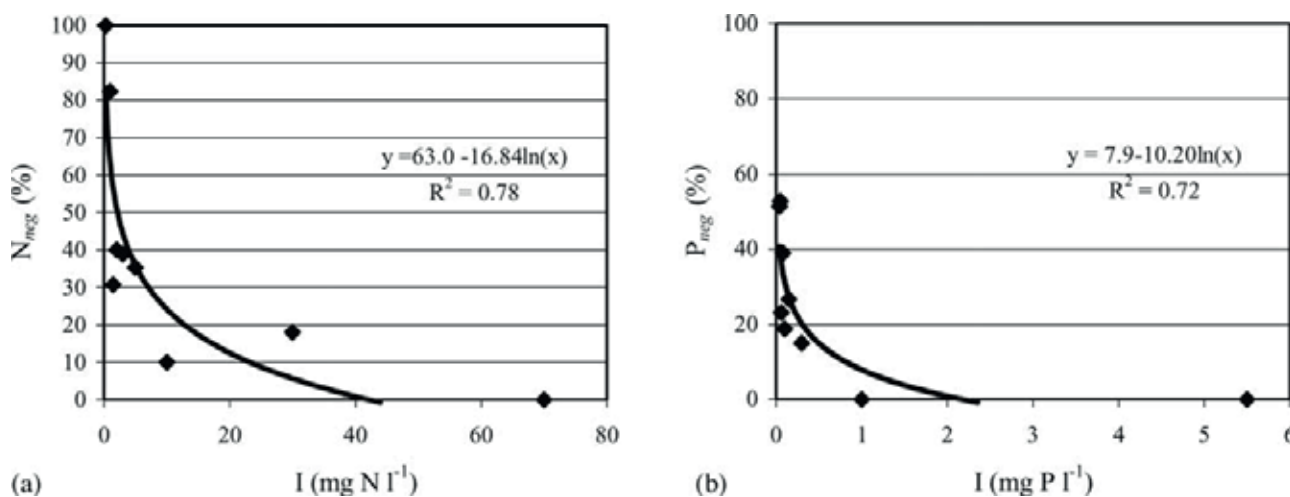 100
90
80
70
60
50
40
30
20
10
0
N_neg (%)
y =63.0 -16.84ln(x)
R² = 0.78
0 20 40 60 80
(a) I (mg N l⁻¹)
100
80
60
40
20
0
P_neg (%)
y = 7.9-10.20ln(x)
R² = 0.72
0 1 2 3 4 5 6
(b) I (mg P l⁻¹)